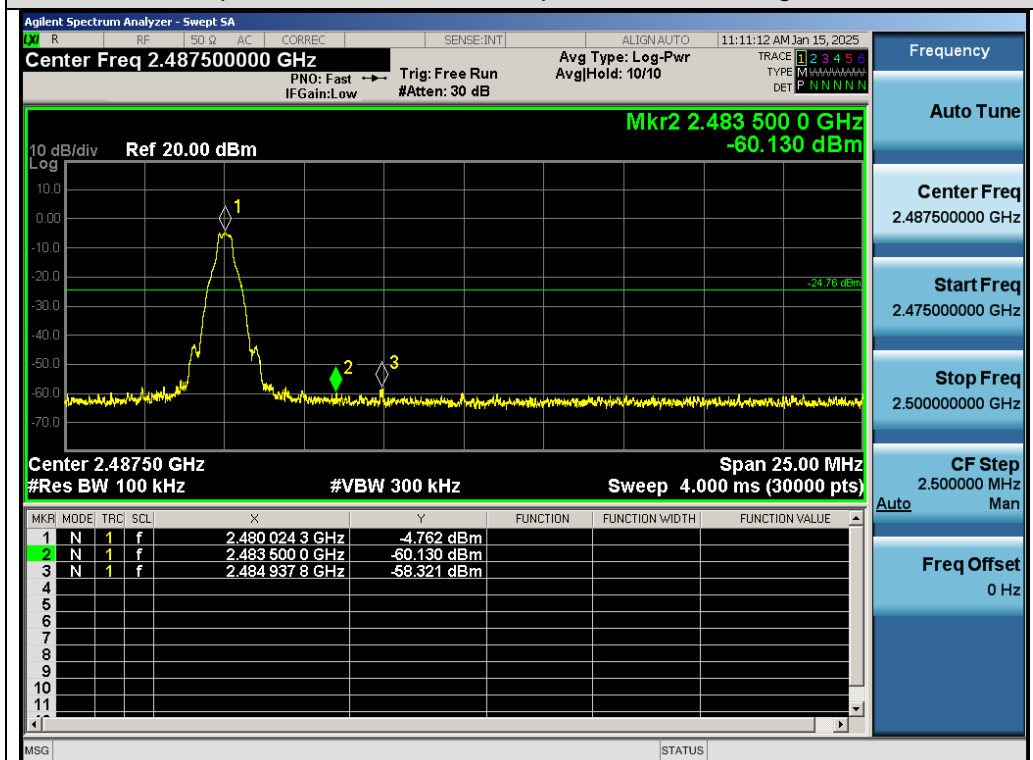 Agilent Spectrum Analyzer - Swept SA
LXI R RF 50 Ω AC CORREC SENSE:INT ALIGN AUTO 11:11:12 AM Jan 15, 2025
Center Freq 2.487500000 GHz
PNO: Fast IFGain:Low
Trig: Free Run #Atten: 30 dB
Avg Type: Log-Pwr Avg|Hold: 10/10
TRACE 1 2 3 4 5 6
TYPE M WWWWW
DET P N N N N N
Mkr2 2.483 500 0 GHz
-60.130 dBm
10 dB/div Ref 20.00 dBm
Log
10.0
0.00
-10.0
-20.0
-30.0
-40.0
-50.0
-60.0
-70.0
1
2
3
-24.76 dBm
Center 2.48750 GHz Span 25.00 MHz
#Res BW 100 kHz #VBW 300 kHz Sweep 4.000 ms (30000 pts)
MKR MODE TRC SCL X Y FUNCTION FUNCTION WIDTH FUNCTION VALUE
1 N 1 f 2.480 024 3 GHz -4.762 dBm
2 N 1 f 2.483 500 0 GHz -60.130 dBm
3 N 1 f 2.484 937 8 GHz -58.321 dBm
4
5
6
7
8
9
10
11
MSG STATUS
Frequency
Auto Tune
Center Freq
2.487500000 GHz
Start Freq
2.475000000 GHz
Stop Freq
2.500000000 GHz
CF Step
2.500000 MHz
Auto Man
Freq Offset
0 Hz